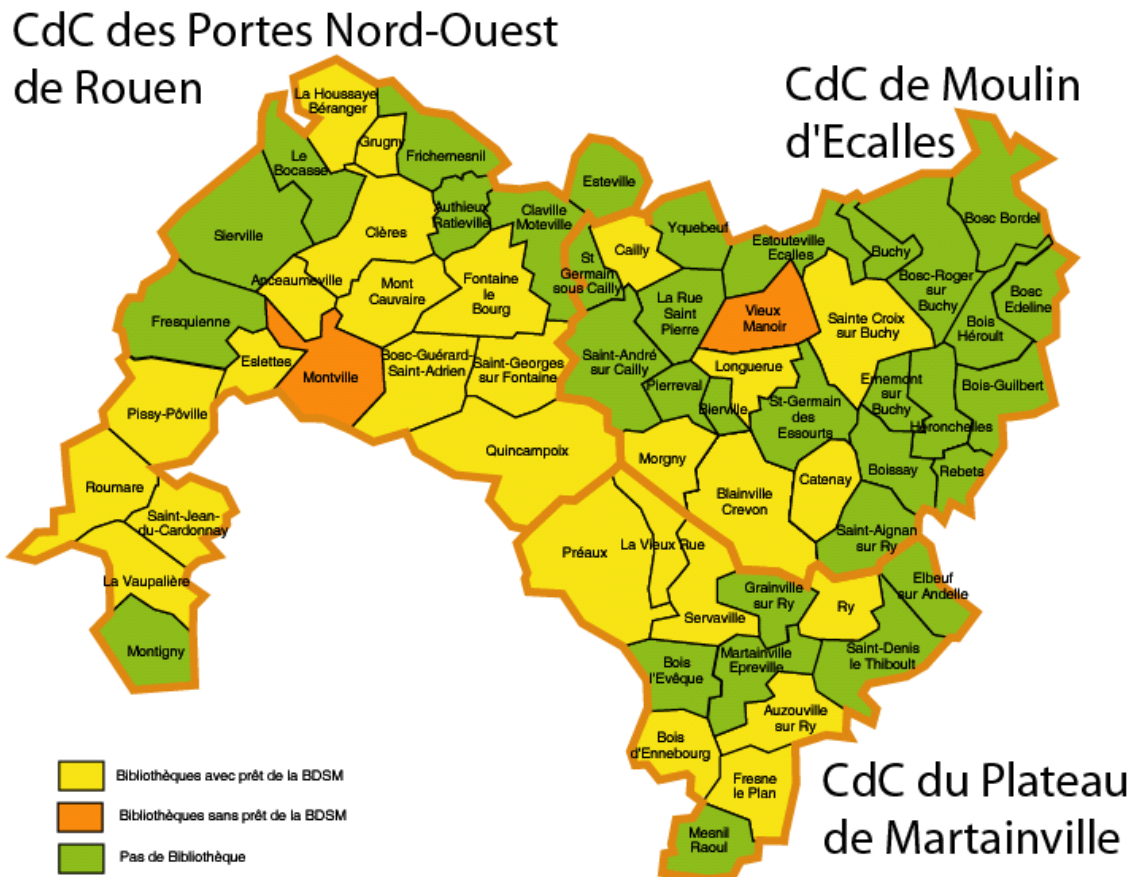 CdC des Portes Nord-Ouest
de Rouen
CdC de Moulin
d'Ecalles
La Houssaye
Béranger
Grugny
Frichemesnil
Le
Bocasse
Esteville
Authieux
Ratieville
Claville
Moteville
Sierville
Clères
Cailly
Yquebeuf
Estouteville
Ecalles
Buchy
Bosc Bordel
St
Germain
sous Cailly
Anceaumeville
Mont
Cauvaire
Fontaine
le
Bourg
Bosc-Roger
sur
Buchy
Bosc
Edeline
La Rue
Saint
Pierre
Vieux
Manoir
Sainte Croix
sur Buchy
Bois
Héroult
Fresquienne
Eslettes
Montville
Bosc-Guérard-
Saint-Adrien
Saint-Georges
sur Fontaine
Saint-André
sur Cailly
Longuerue
Pierreval
Bierville
Ernemont
sur
Buchy
Bois-Guilbert
St-Germain
des
Essourts
Héronchelles
Pissy-Pôville
Quincampoix
Morgny
Boissay
Rebets
Catenay
Blainville
Crevon
Roumare
Saint-Jean-
du-Cardonnay
Saint-Aignan
sur Ry
Préaux
La Vieux Rue
La Vaupalière
Elbeuf
sur Andelle
Grainville
sur Ry
Ry
Servaville
Montigny
Bois
l'Evêque
Martainville
Epreville
Saint-Denis
le Thiboult
Auzouville
sur Ry
Bois
d'Ennebourg
Fresne
le Plan
Mesnil
Raoul
CdC du Plateau
de Martainville
Bibliothèques avec prêt de la BDSM
Bibliothèques sans prêt de la BDSM
Pas de Bibliothèque